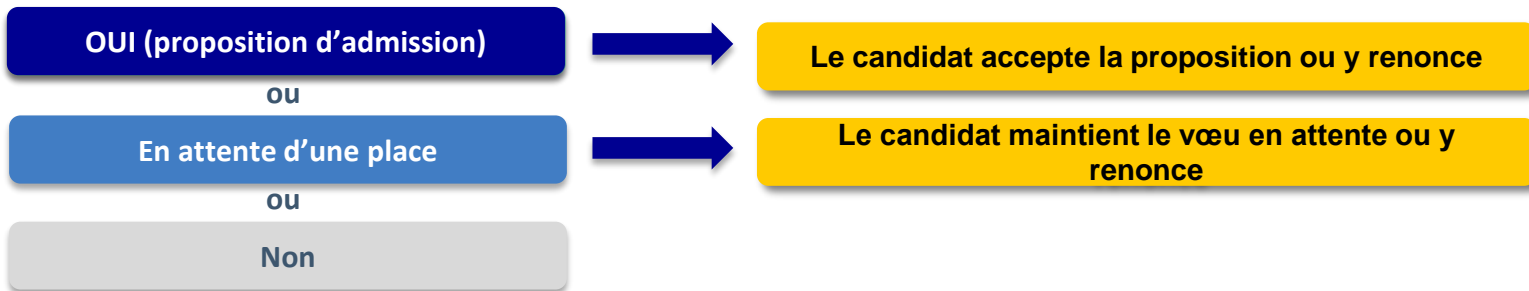 OUI (proposition d’admission)
Le candidat accepte la proposition ou y renonce
ou
En attente d’une place
Le candidat maintient le vœu en attente ou y
renonce
ou
Non